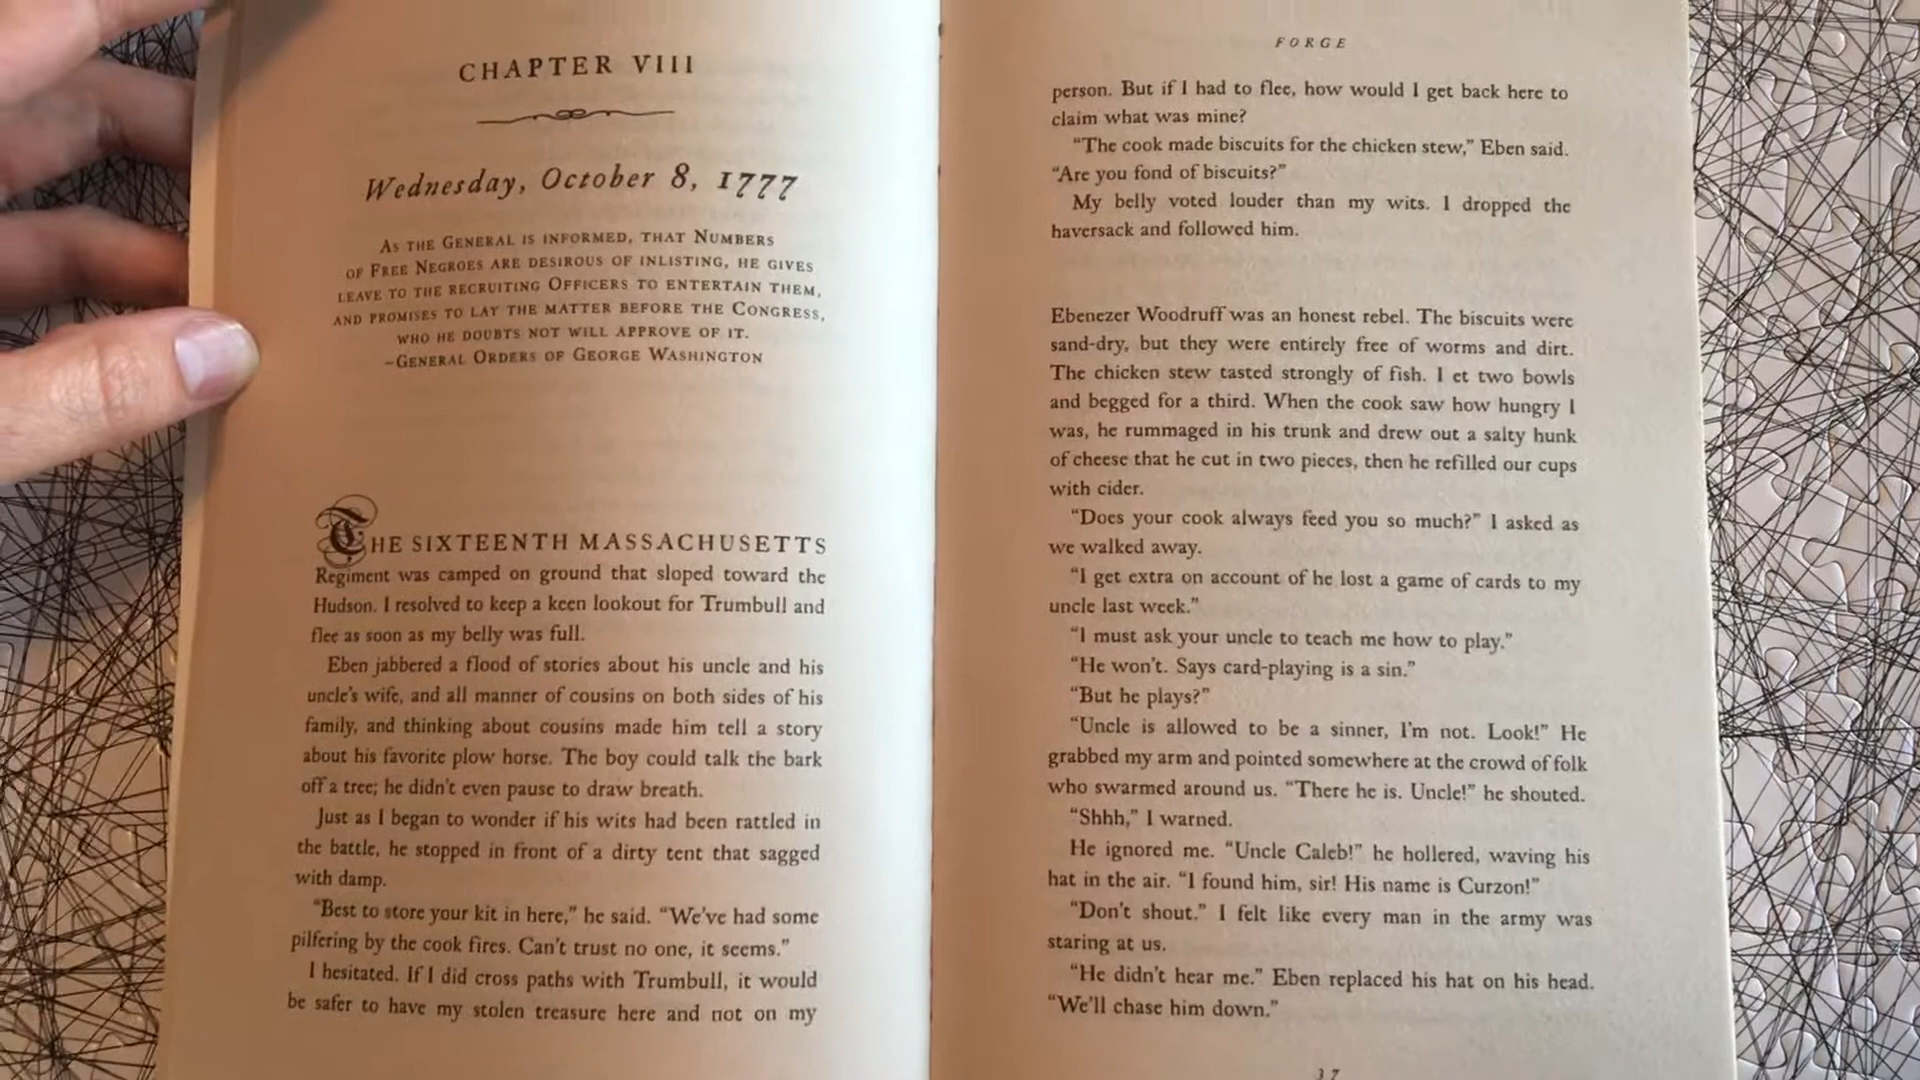 CHAPTER VIII
Wednesday, October 8, 1777
AS THE GENERAL IS INFORMED, THAT NUMBERS
OF FREE NEGROES ARE DESIROUS OF INLISTING, HE GIVES
LEAVE TO THE RECRUITING OFFICERS TO ENTERTAIN THEM,
AND PROMISES TO LAY THE MATTER BEFORE THE CONGRESS,
WHO HE DOUBTS NOT WILL APPROVE OF IT.
–GENERAL ORDERS OF GEORGE WASHINGTON
THE SIXTEENTH MASSACHUSETTS
Regiment was camped on ground that sloped toward the
Hudson. I resolved to keep a keen lookout for Trumbull and
flee as soon as my belly was full.
Eben jabbered a flood of stories about his uncle and his
uncle's wife, and all manner of cousins on both sides of his
family, and thinking about cousins made him tell a story
about his favorite plow horse. The boy could talk the bark
off a tree; he didn't even pause to draw breath.
Just as I began to wonder if his wits had been rattled in
the battle, he stopped in front of a dirty tent that sagged
with damp.
"Best to store your kit in here," he said. "We've had some
pilfering by the cook fires. Can't trust no one, it seems."
I hesitated. If I did cross paths with Trumbull, it would
be safer to have my stolen treasure here and not on my
FORGE
person. But if I had to flee, how would I get back here to
claim what was mine?
"The cook made biscuits for the chicken stew," Eben said.
"Are you fond of biscuits?"
My belly voted louder than my wits. I dropped the
haversack and followed him.
Ebenezer Woodruff was an honest rebel. The biscuits were
sand-dry, but they were entirely free of worms and dirt.
The chicken stew tasted strongly of fish. I et two bowls
and begged for a third. When the cook saw how hungry I
was, he rummaged in his trunk and drew out a salty hunk
of cheese that he cut in two pieces, then he refilled our cups
with cider.
"Does your cook always feed you so much?" I asked as
we walked away.
"I get extra on account of he lost a game of cards to my
uncle last week."
"I must ask your uncle to teach me how to play."
"He won't. Says card-playing is a sin."
"But he plays?"
"Uncle is allowed to be a sinner, I'm not. Look!" He
grabbed my arm and pointed somewhere at the crowd of folk
who swarmed around us. "There he is. Uncle!" he shouted.
"Shhh," I warned.
He ignored me. "Uncle Caleb!" he hollered, waving his
hat in the air. "I found him, sir! His name is Curzon!"
"Don't shout." I felt like every man in the army was
staring at us.
"He didn't hear me." Eben replaced his hat on his head.
"We'll chase him down."
37